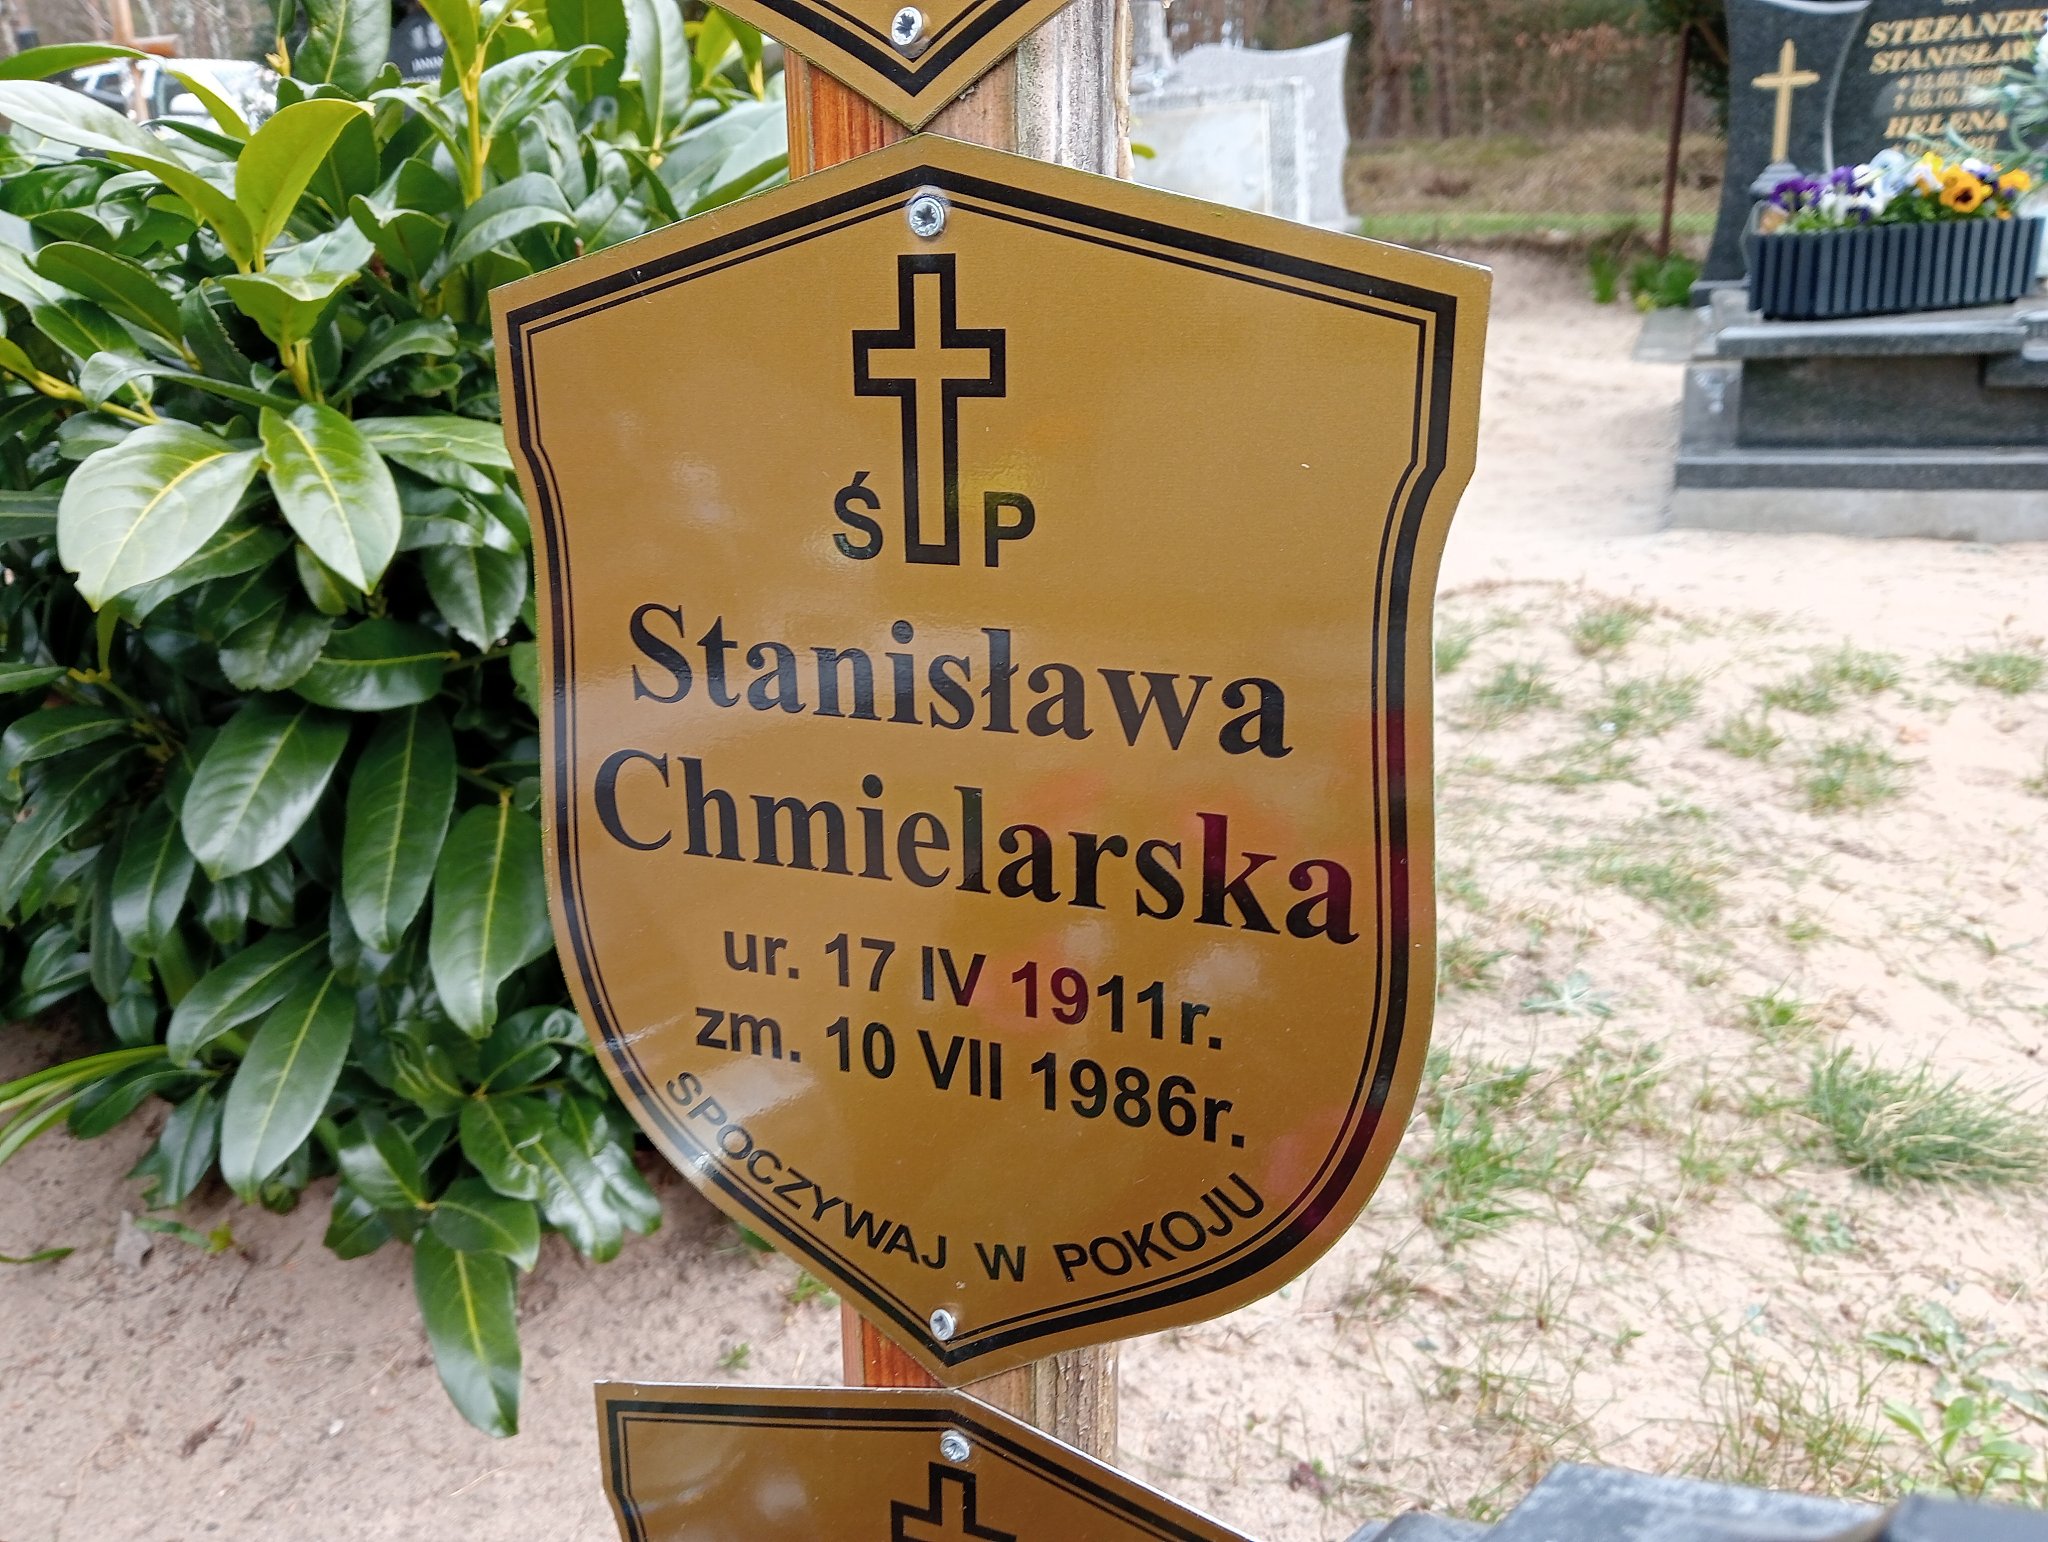 Ś P
Stanisława
Chmielarska
ur. 17 IV 1911r.
zm. 10 VII 1986r.
SPOCZYWAJ W POKOJU
STEFANEK
STANISŁAW
HELENA